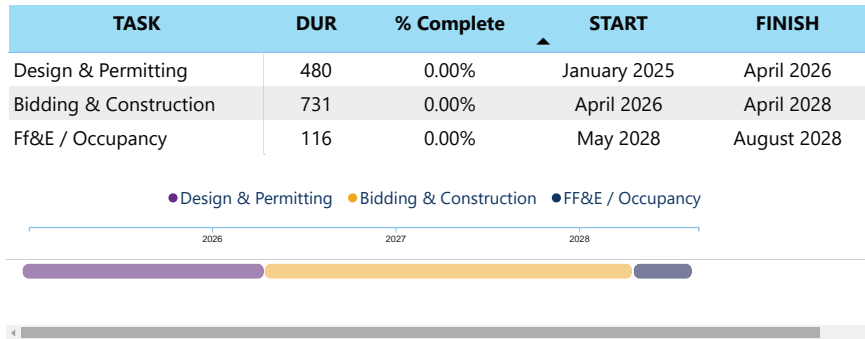 TASK DUR % Complete START FINISH
Design & Permitting 480 0.00% January 2025 April 2026
Bidding & Construction 731 0.00% April 2026 April 2028
Ff&E / Occupancy 116 0.00% May 2028 August 2028
Design & Permitting Bidding & Construction FF&E / Occupancy
2026 2027 2028